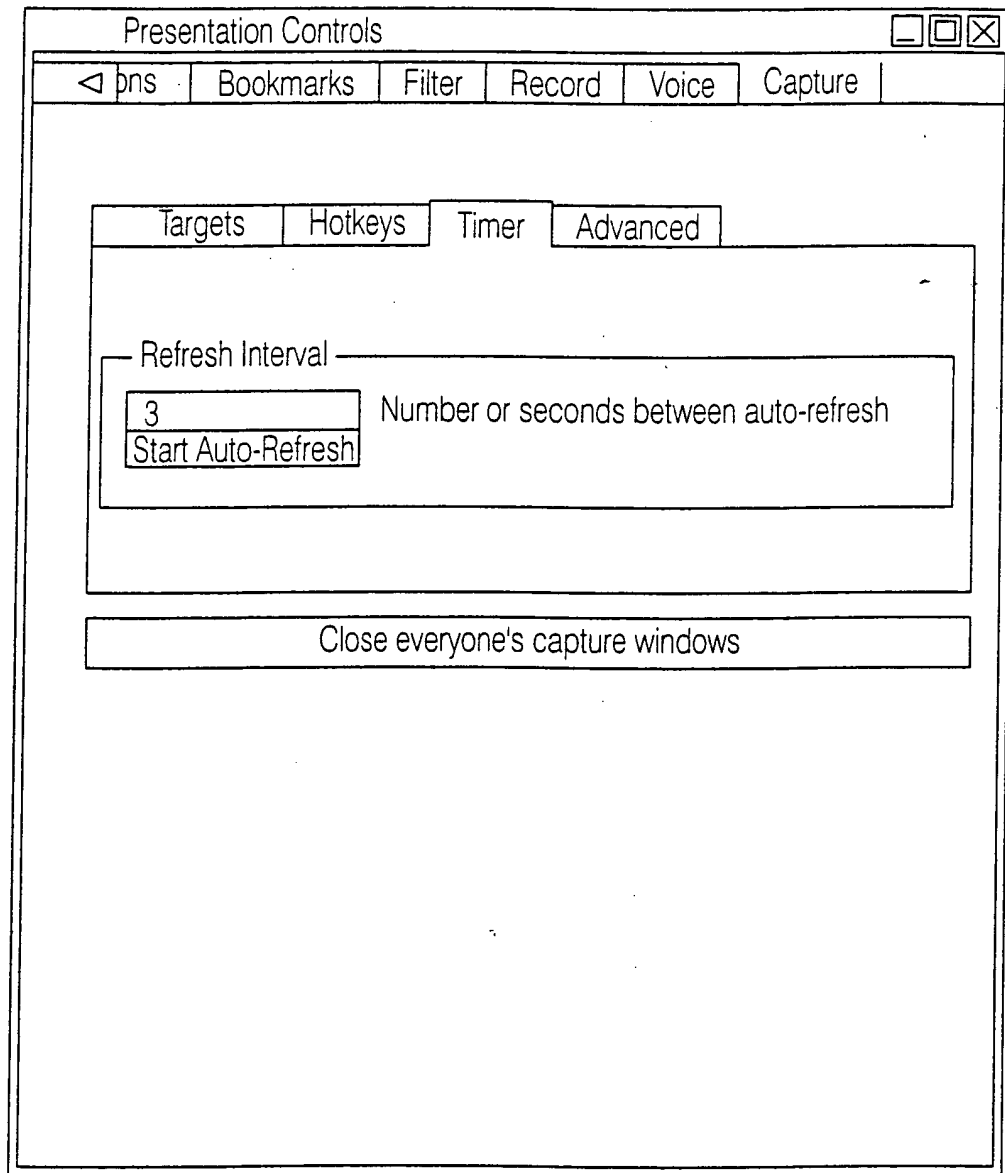 Presentation Controls
ons Bookmarks Filter Record Voice Capture
Targets Hotkeys Timer Advanced
Refresh Interval
3 Number or seconds between auto-refresh
Start Auto-Refresh
Close everyone's capture windows